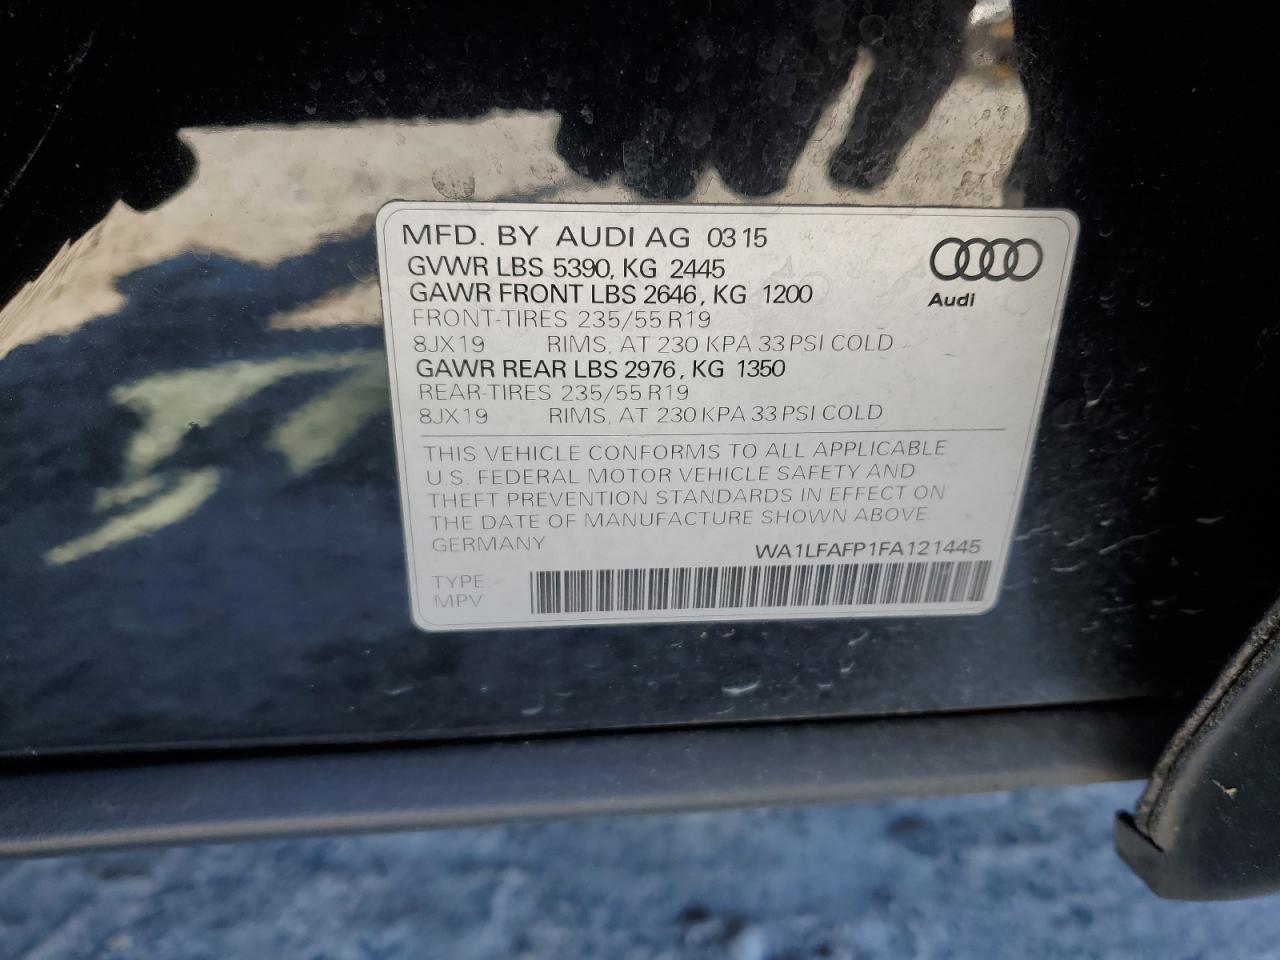 MFD. BY AUDI AG 03 15
GVWR LBS 5390, KG 2445
GAWR FRONT LBS 2646, KG 1200
FRONT-TIRES 235/55 R19
8JX19 RIMS, AT 230 KPA 33 PSI COLD
GAWR REAR LBS 2976, KG 1350
REAR-TIRES 235/55 R19
8JX19 RIMS, AT 230 KPA 33 PSI COLD
Audi
THIS VEHICLE CONFORMS TO ALL APPLICABLE
U.S. FEDERAL MOTOR VEHICLE SAFETY AND
THEFT PREVENTION STANDARDS IN EFFECT ON
THE DATE OF MANUFACTURE SHOWN ABOVE.
GERMANY
WA1LFAFP1FA121445
TYPE
MPV